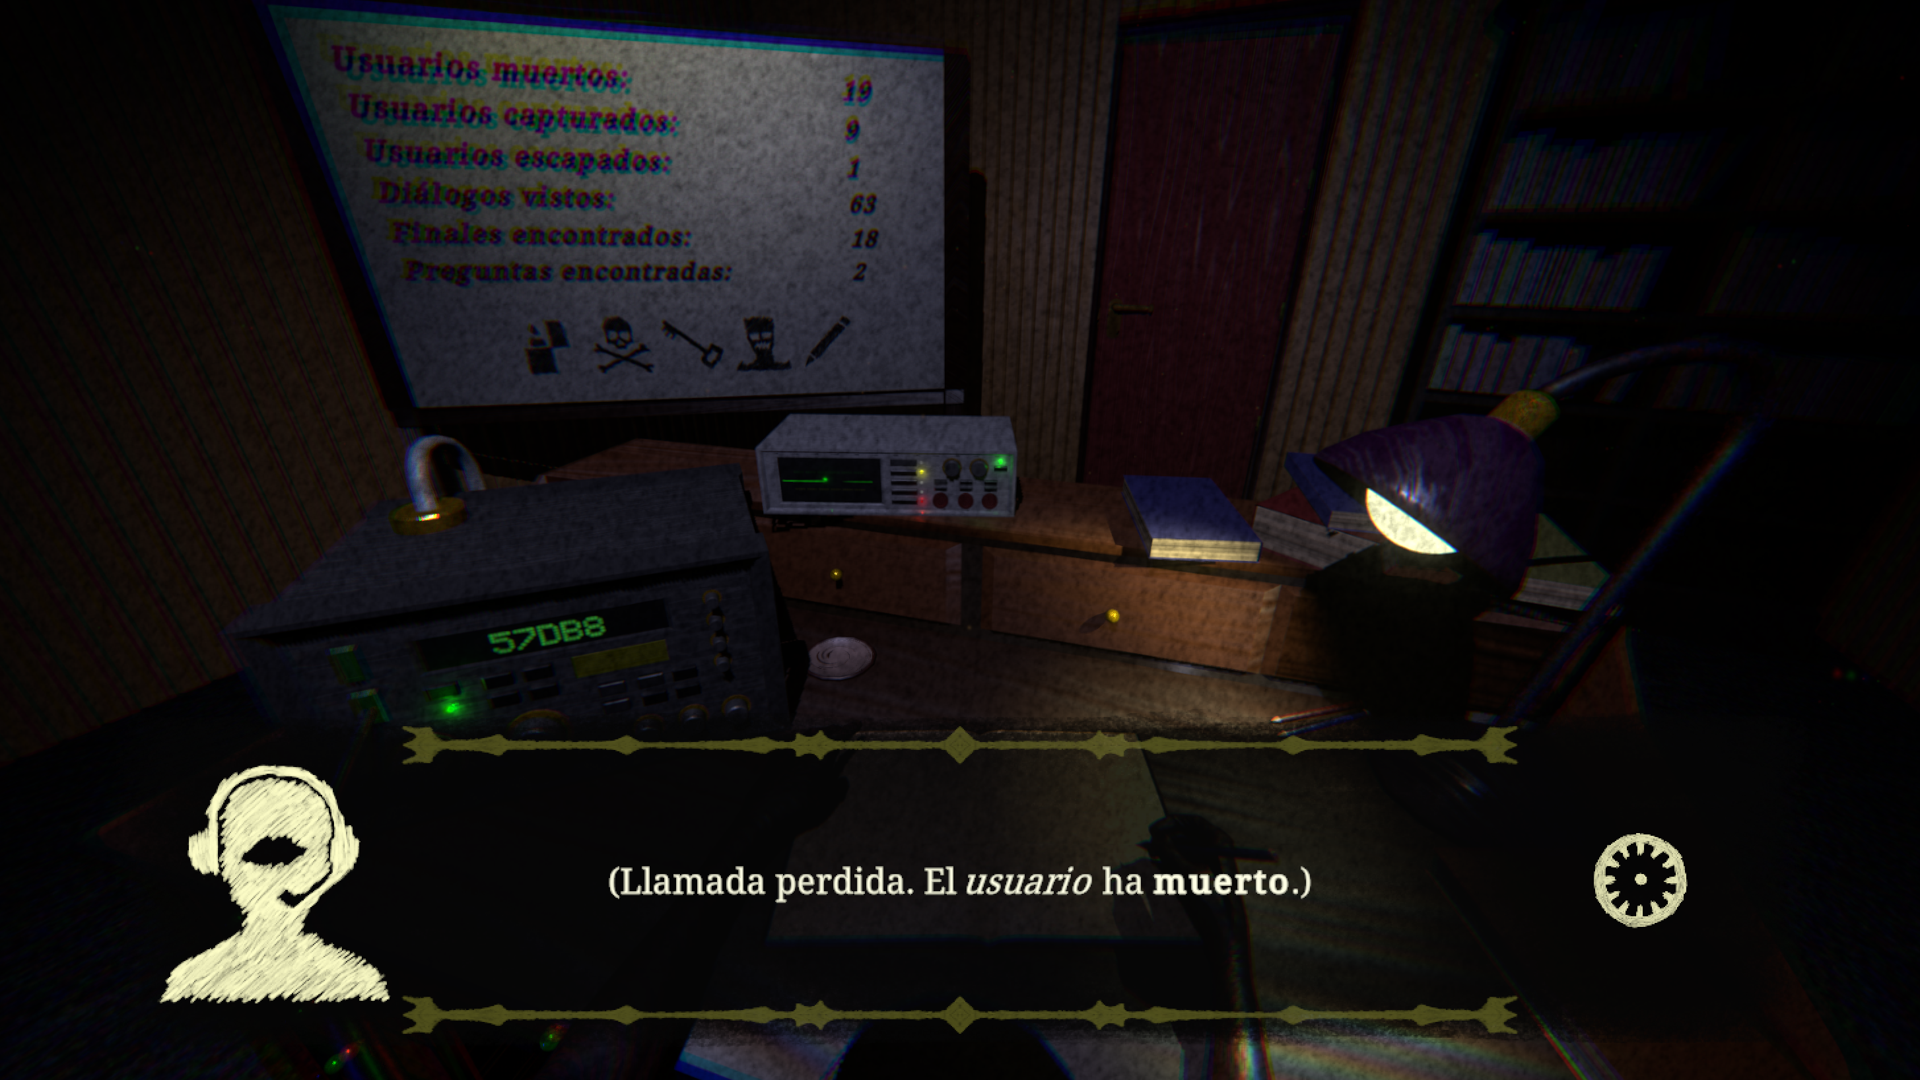 Usuarios muertos: 19
Usuarios capturados: 9
Usuarios escapados: 1
Diálogos vistos: 63
Finales encontrados: 18
Preguntas encontradas: 2
57DB8
(Llamada perdida. El usuario ha muerto.)